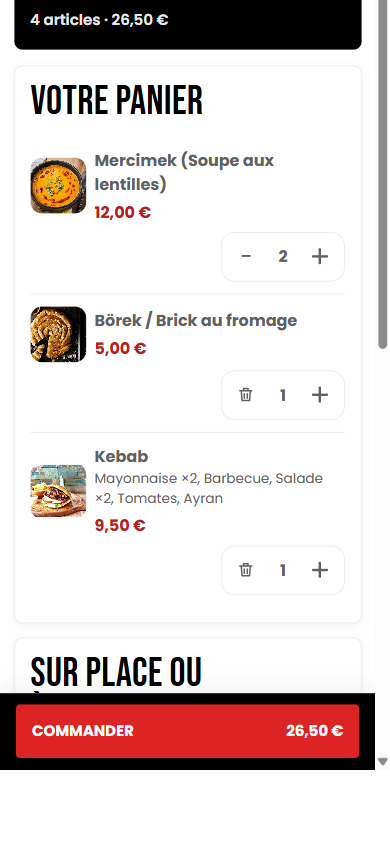 4 articles · 26,50 €
VOTRE PANIER
Mercimek (Soupe aux
lentilles)
12,00 €
− 2 +
Börek / Brick au fromage
5,00 €
1 +
Kebab
Mayonnaise ×2, Barbecue, Salade
×2, Tomates, Ayran
9,50 €
1 +
SUR PLACE OU
COMMANDER 26,50 €